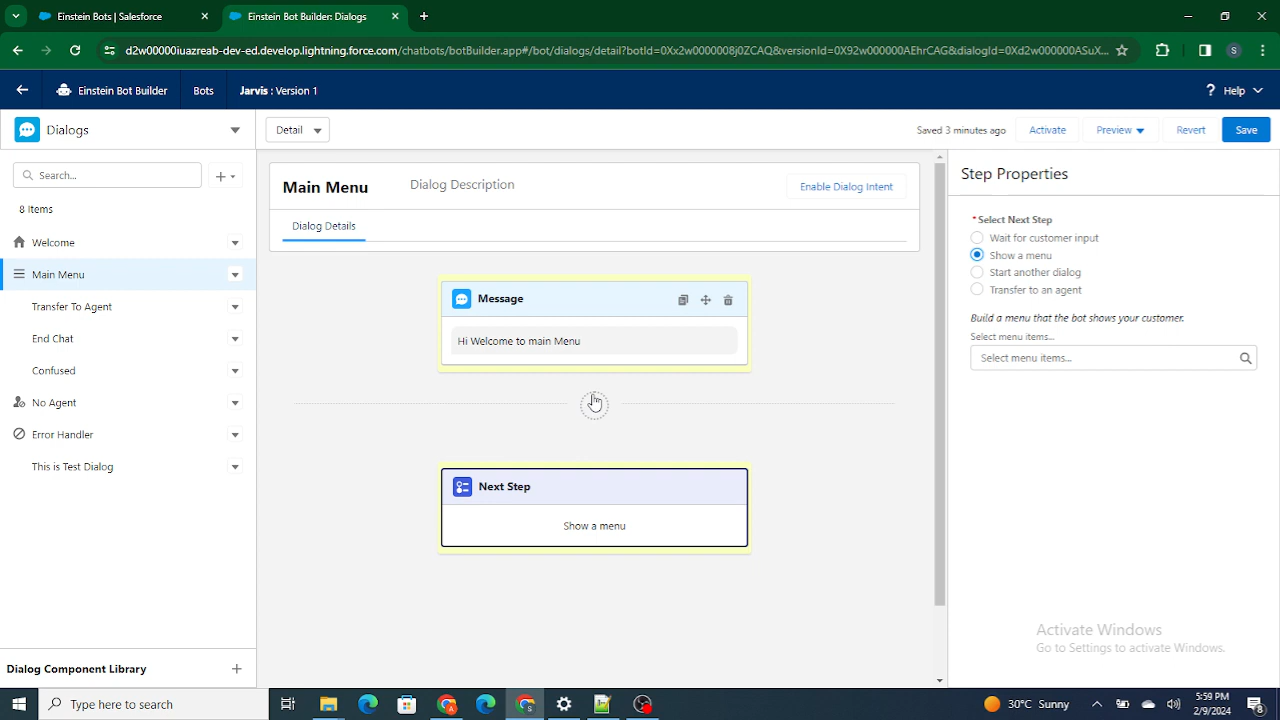 Einstein Bots | Salesforce
Einstein Bot Builder: Dialogs
d2w00000iuazreab-dev-ed.develop.lightning.force.com/chatbots/botBuilder.app#/bot/dialogs/detail?botId=0Xx2w0000008j0ZCAQ&versionId=0X92w000000AEhrCAG&dialogId=0Xd2w000000ASuX...
S
Einstein Bot Builder
Bots
Jarvis : Version 1
? Help
Dialogs
Detail
Saved 3 minutes ago
Activate
Preview
Revert
Save
Search...
8 Items
Welcome
Main Menu
Transfer To Agent
End Chat
Confused
No Agent
Error Handler
This is Test Dialog
Dialog Component Library
Main Menu
Dialog Description
Enable Dialog Intent
Dialog Details
Message
Hi Welcome to main Menu
Next Step
Show a menu
Step Properties
*Select Next Step
Wait for customer input
Show a menu
Start another dialog
Transfer to an agent
Build a menu that the bot shows your customer.
Select menu items...
Select menu items...
Activate Windows
Go to Settings to activate Windows.
Type here to search
30°C Sunny
5:59 PM
2/9/2024
8